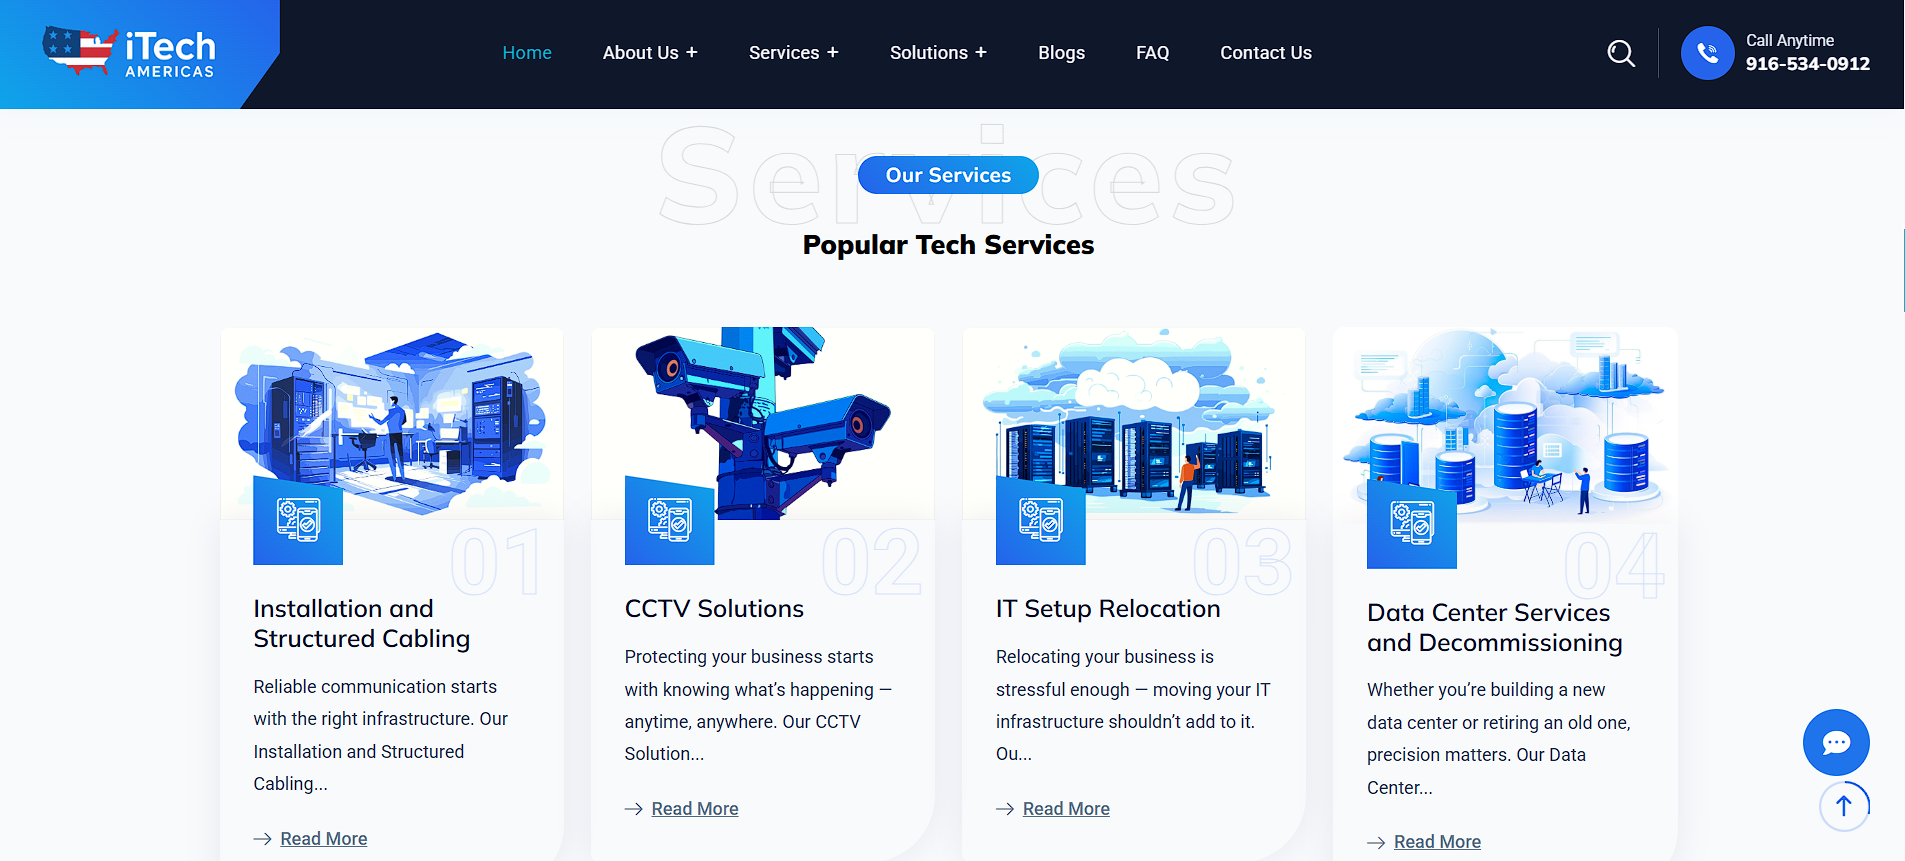 iTech
AMERICAS
Home
About Us +
Services +
Solutions +
Blogs
FAQ
Contact Us
Call Anytime
916-534-0912
Services
Our Services
Popular Tech Services
01
Installation and
Structured Cabling
Reliable communication starts
with the right infrastructure. Our
Installation and Structured
Cabling...
Read More
02
CCTV Solutions
Protecting your business starts
with knowing what’s happening —
anytime, anywhere. Our CCTV
Solution...
Read More
03
IT Setup Relocation
Relocating your business is
stressful enough — moving your IT
infrastructure shouldn’t add to it.
Ou...
Read More
04
Data Center Services
and Decommissioning
Whether you’re building a new
data center or retiring an old one,
precision matters. Our Data
Center...
Read More